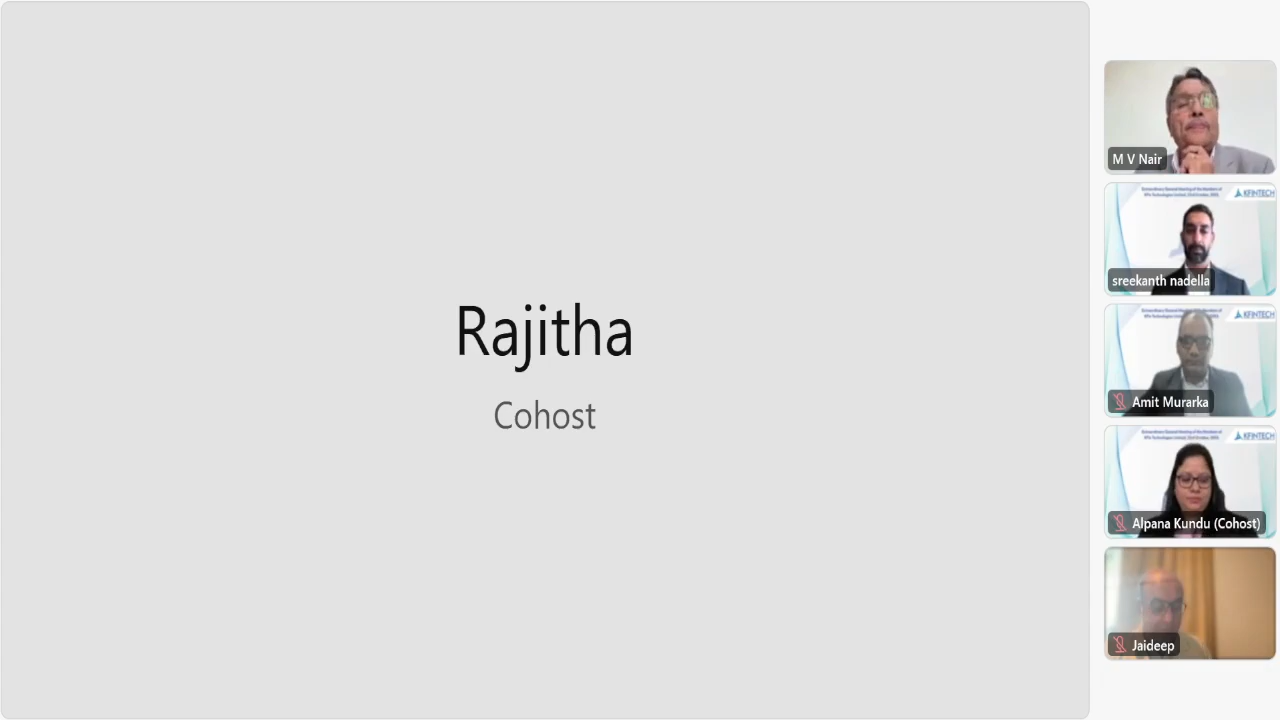 Rajitha
Cohost
M V Nair
KFINTECH
sreekanth nadella
KFINTECH
Amit Murarka
KFINTECH
Alpana Kundu (Cohost)
Jaideep